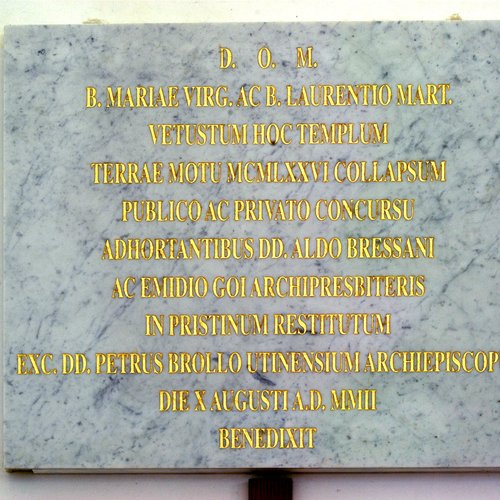 D. O. M.
B. MARIAE VIRG. AC B. LAURENTIO MART.
VETUSTUM HOC TEMPLUM
TERRAE MOTU MCMLXXVI COLLAPSUM
PUBLICO AC PRIVATO CONCURSU
ADHORTANTIBUS DD. ALDO BRESSANI
AC EMIDIO GOI ARCHIPRESBITERIS
IN PRISTINUM RESTITUTUM
EXC. DD. PETRUS BROLLO UTINENSIUM ARCHIEPISCOP
DIE X AUGUSTI A.D. MMII
BENEDIXIT